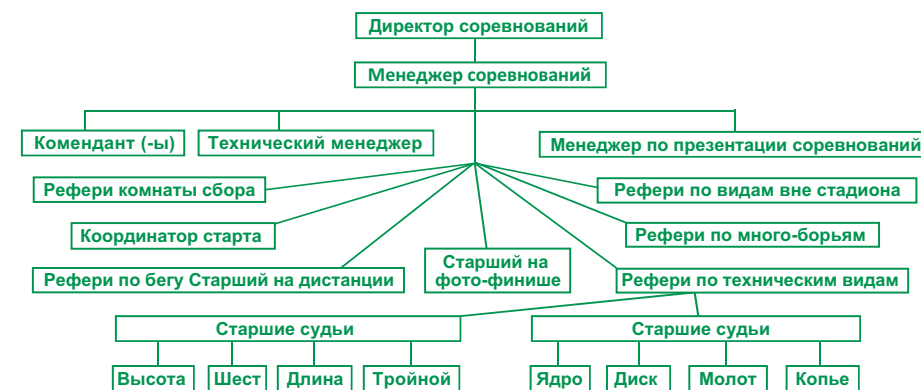 Директор соревнований
Менеджер соревнований
Комендант (-ы)
Технический менеджер
Менеджер по презентации соревнований
Рефери комнаты сбора
Рефери по видам вне стадиона
Координатор старта
Рефери по много-борьям
Рефери по бегу Старший на дистанции
Старший на
фото-финише
Рефери по техническим видам
Старшие судьи
Старшие судьи
Высота
Шест
Длина
Тройной
Ядро
Диск
Молот
Копье